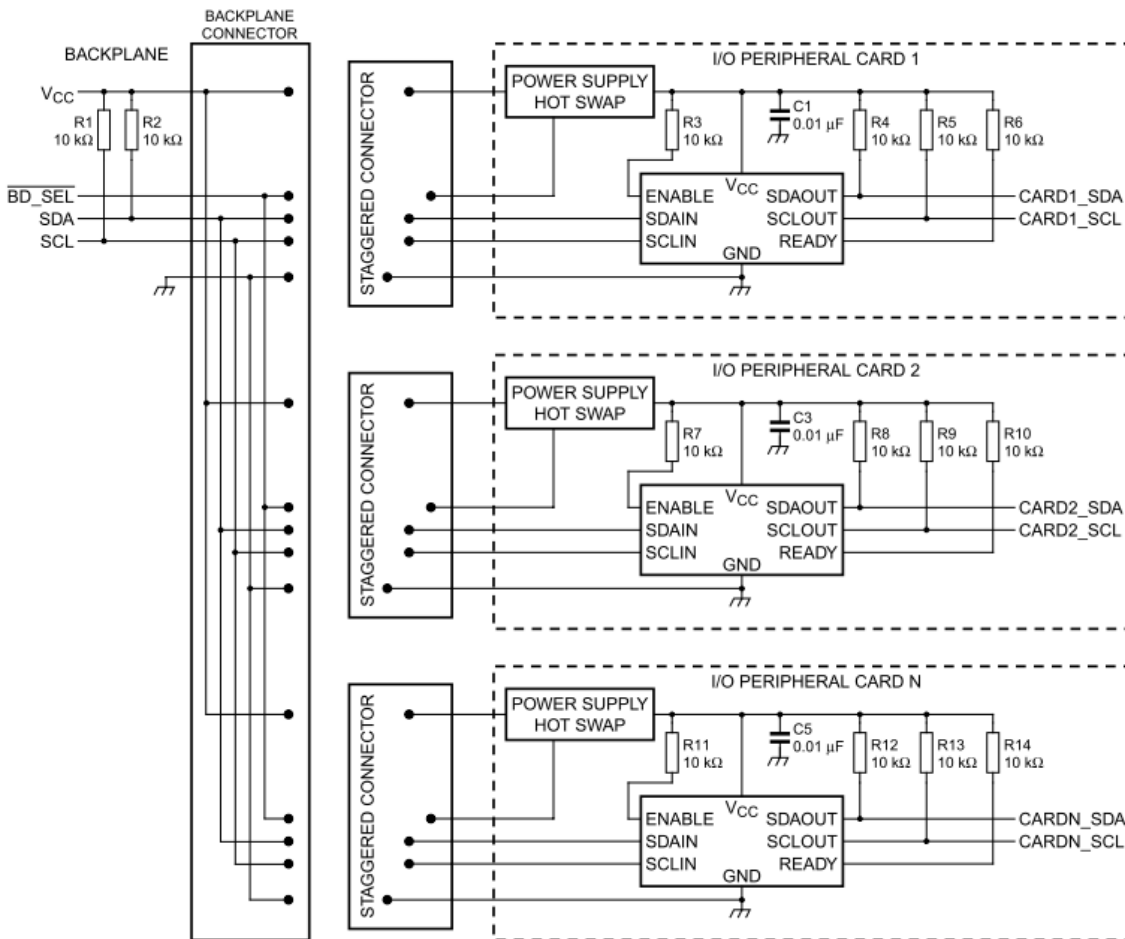 BACKPLANE
CONNECTOR
BACKPLANE
VCC
R1
10 kΩ
R2
10 kΩ
BD_SEL
SDA
SCL
I/O PERIPHERAL CARD 1
STAGGERED CONNECTOR
POWER SUPPLY
HOT SWAP
R3
10 kΩ
C1
0.01 μF
R4
10 kΩ
R5
10 kΩ
R6
10 kΩ
VCC
ENABLE
SDAIN
SCLIN
SDAOUT
SCLOUT
READY
GND
CARD1_SDA
CARD1_SCL
I/O PERIPHERAL CARD 2
STAGGERED CONNECTOR
POWER SUPPLY
HOT SWAP
R7
10 kΩ
C3
0.01 μF
R8
10 kΩ
R9
10 kΩ
R10
10 kΩ
VCC
ENABLE
SDAIN
SCLIN
SDAOUT
SCLOUT
READY
GND
CARD2_SDA
CARD2_SCL
I/O PERIPHERAL CARD N
STAGGERED CONNECTOR
POWER SUPPLY
HOT SWAP
R11
10 kΩ
C5
0.01 μF
R12
10 kΩ
R13
10 kΩ
R14
10 kΩ
VCC
ENABLE
SDAIN
SCLIN
SDAOUT
SCLOUT
READY
GND
CARDN_SDA
CARDN_SCL